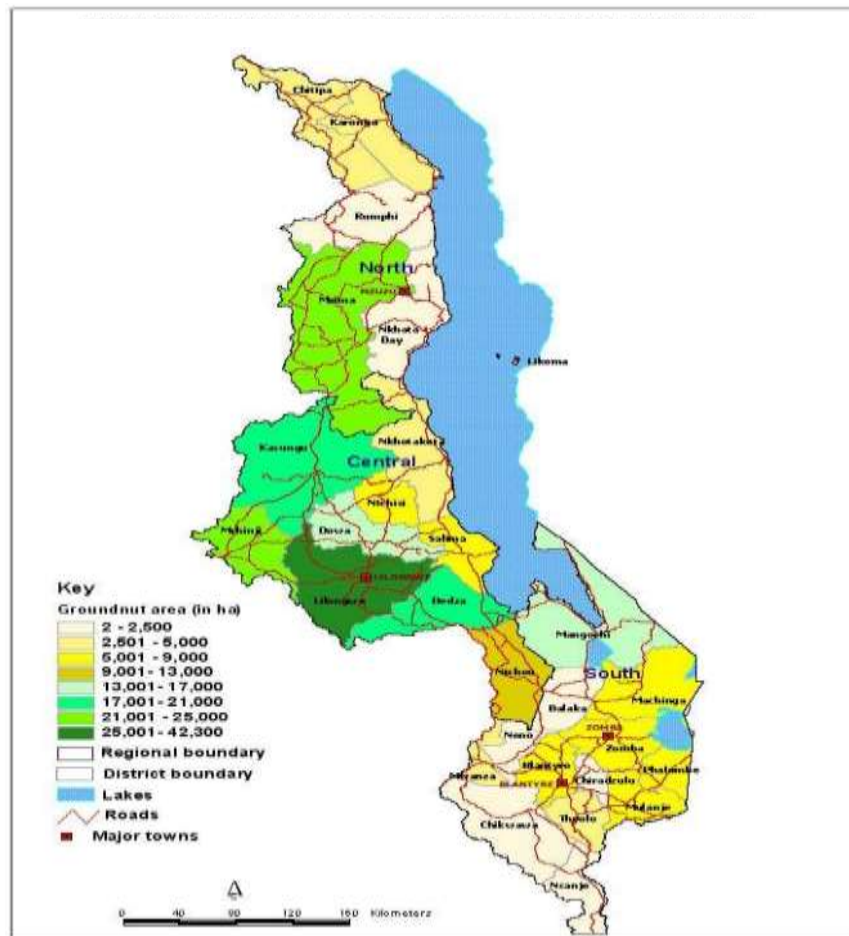 Chitipa
Karonga
Rumphi
North
MZUZU
Mzimba
Nkhata
Bay
Likoma
Kasungu
Nkhotakota
Central
Ntchisi
Mchinji
Dowa
Salima
LILONGWE
Lilongwe
Dedza
Mangochi
Ntcheu
South
Machinga
Balaka
ZOMBA
Neno
Zomba
Blantyre
Phalombe
Mwanza
BLANTYRE
Chiradzulu
Mulanje
Chikwawa
Thyolo
Nsanje
Key
Groundnut area (in ha)
2 - 2,500
2,501 - 5,000
5,001 - 9,000
9,001 - 13,000
13,001 - 17,000
17,001 - 21,000
21,001 - 25,000
25,001 - 42,300
Regional boundary
District boundary
Lakes
Roads
Major towns
0 40 80 120 160 Kilometers